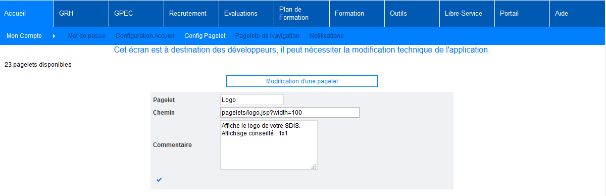 Accueil GRH GPEC Recrutement Evaluations Plan de Formation Formation Outils Libre-Service Portail Aide
Mon Compte Mot de passe Configuration Accueil Config Pagelet Pagelets de Navigation Notifications
Cet écran est à destination des développeurs, il peut nécessiter la modification technique de l'application.
23 pagelets disponibles
Modification d'une pagelet
Pagelet Logo
Chemin pagelets/logo.jsp?width=100
Affiche le logo de votre SDIS.
Affichage conseillé : 1x1
Commentaire